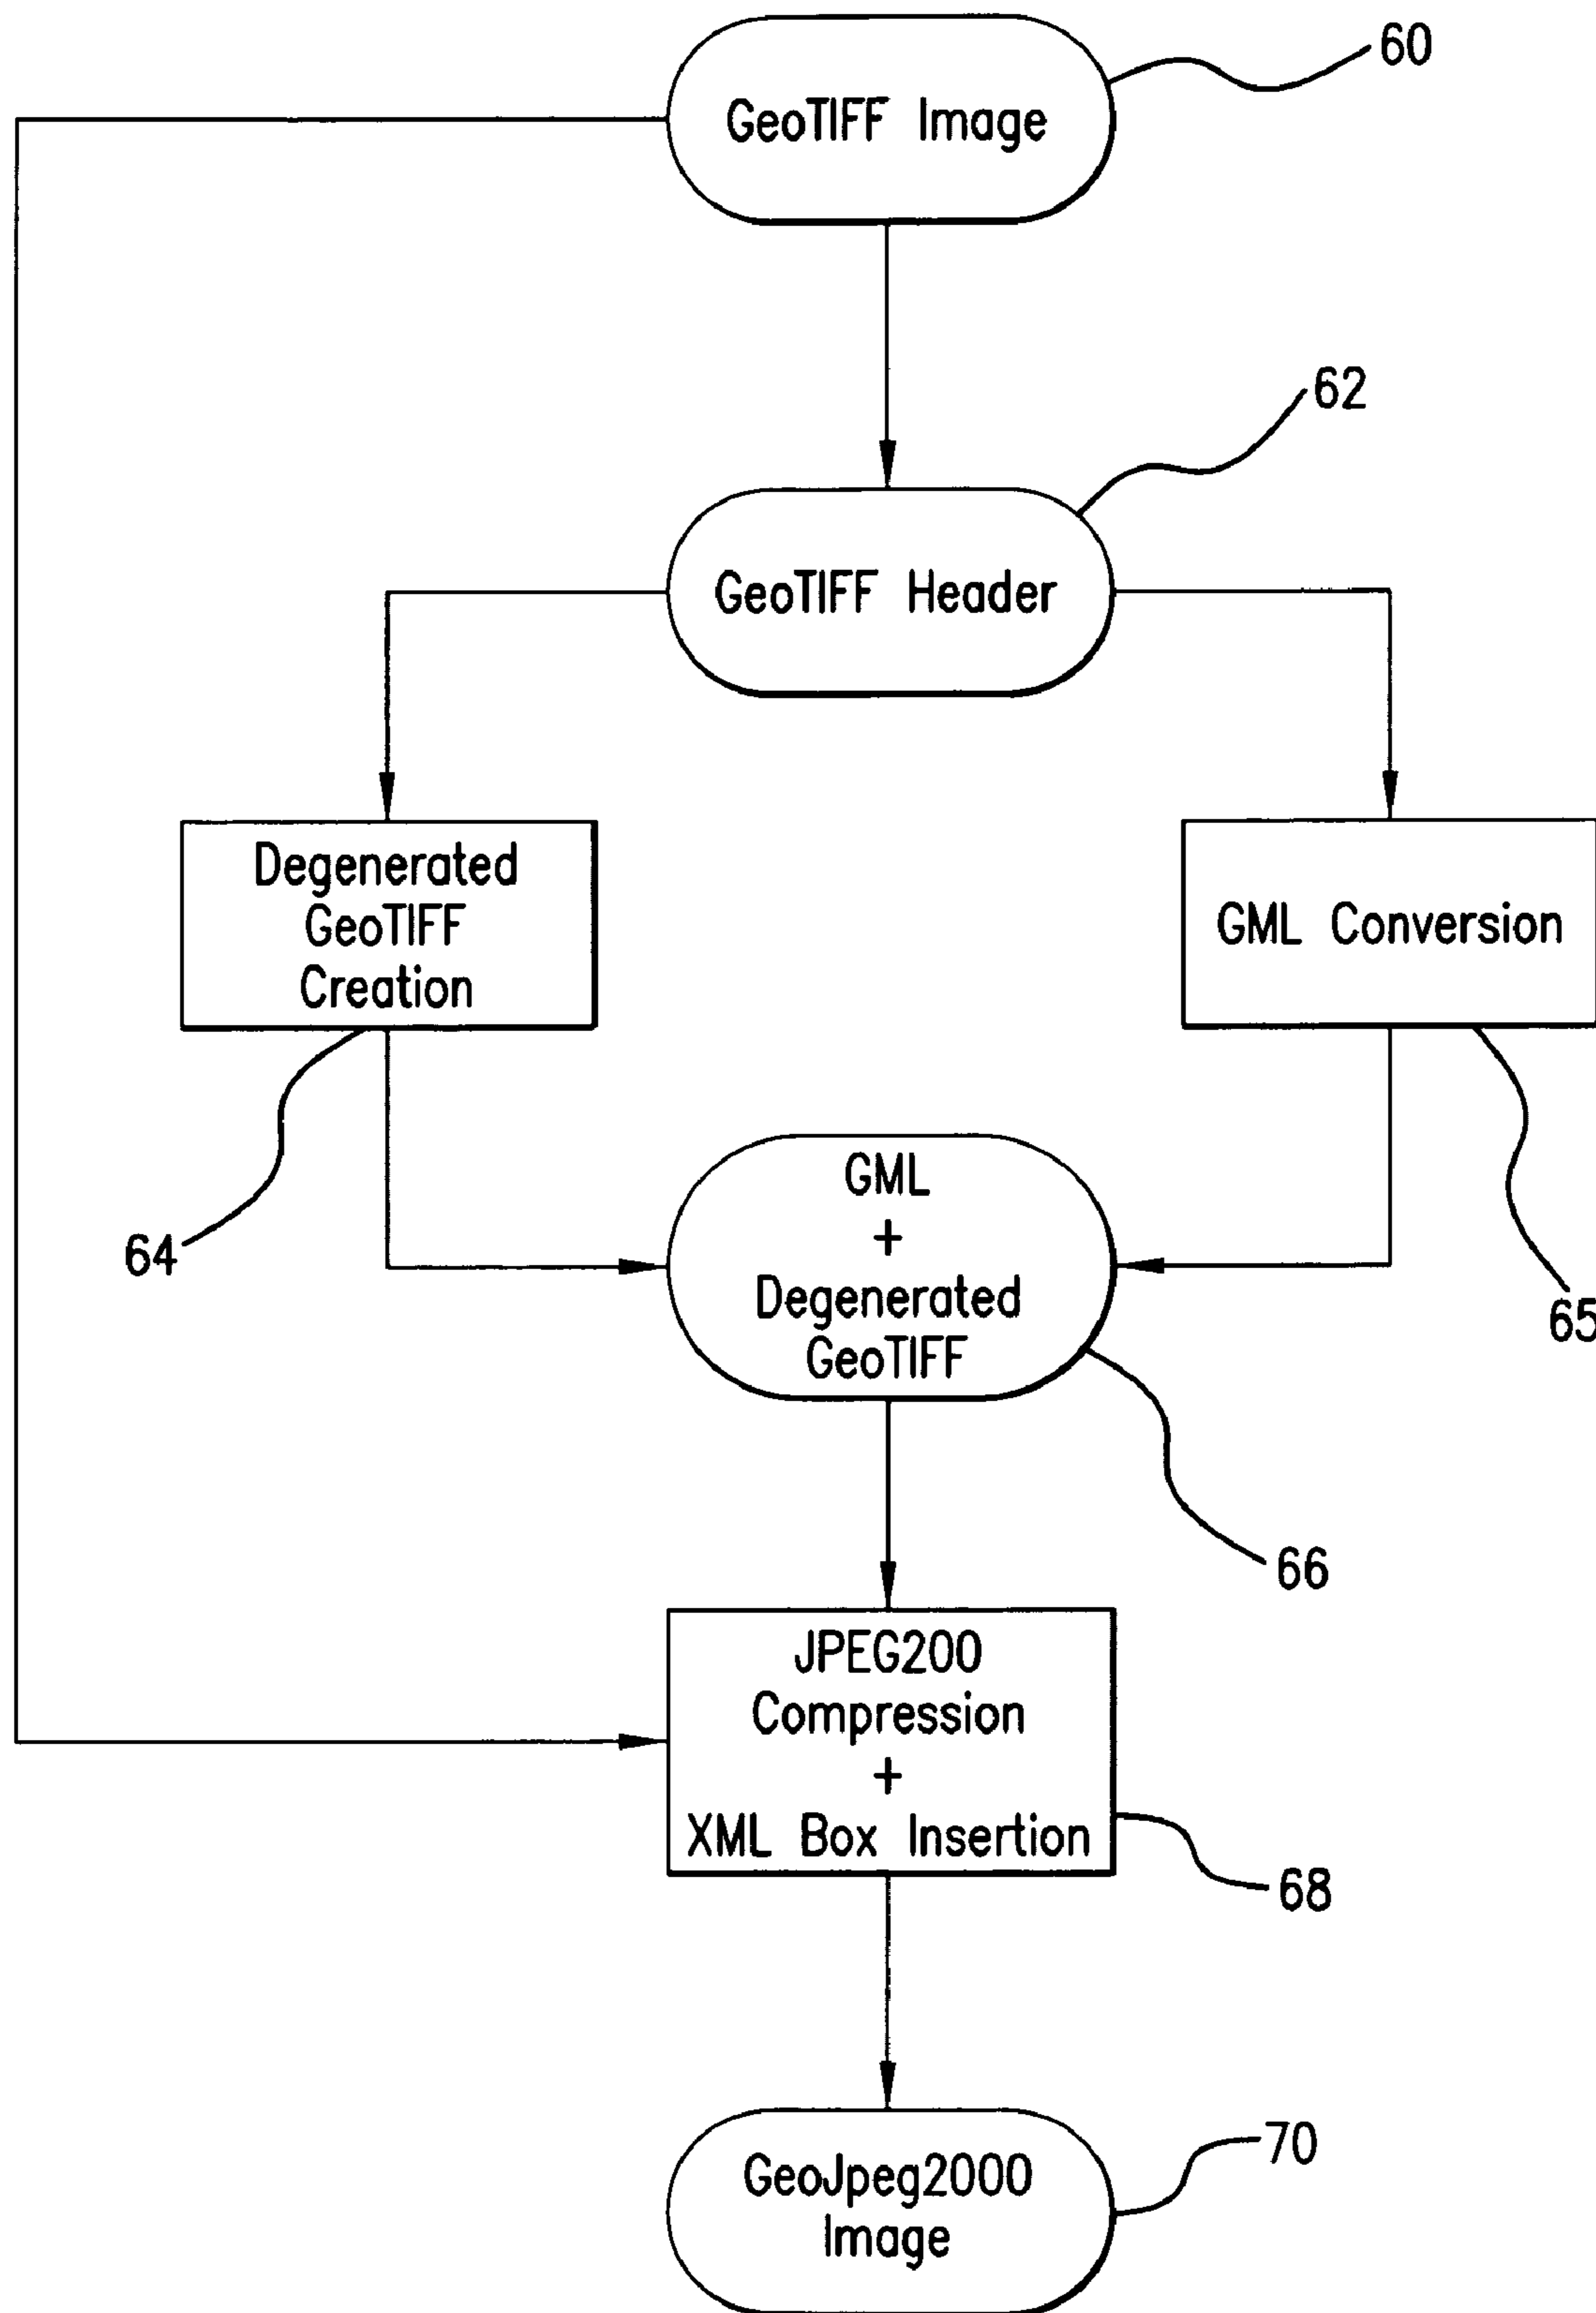 60
GeoTIFF Image
62
GeoTIFF Header
Degenerated
GeoTIFF
Creation
GML Conversion
64
65
GML
+
Degenerated
GeoTIFF
66
JPEG200
Compression
+
XML Box Insertion
68
70
GeoJpeg2000
Image